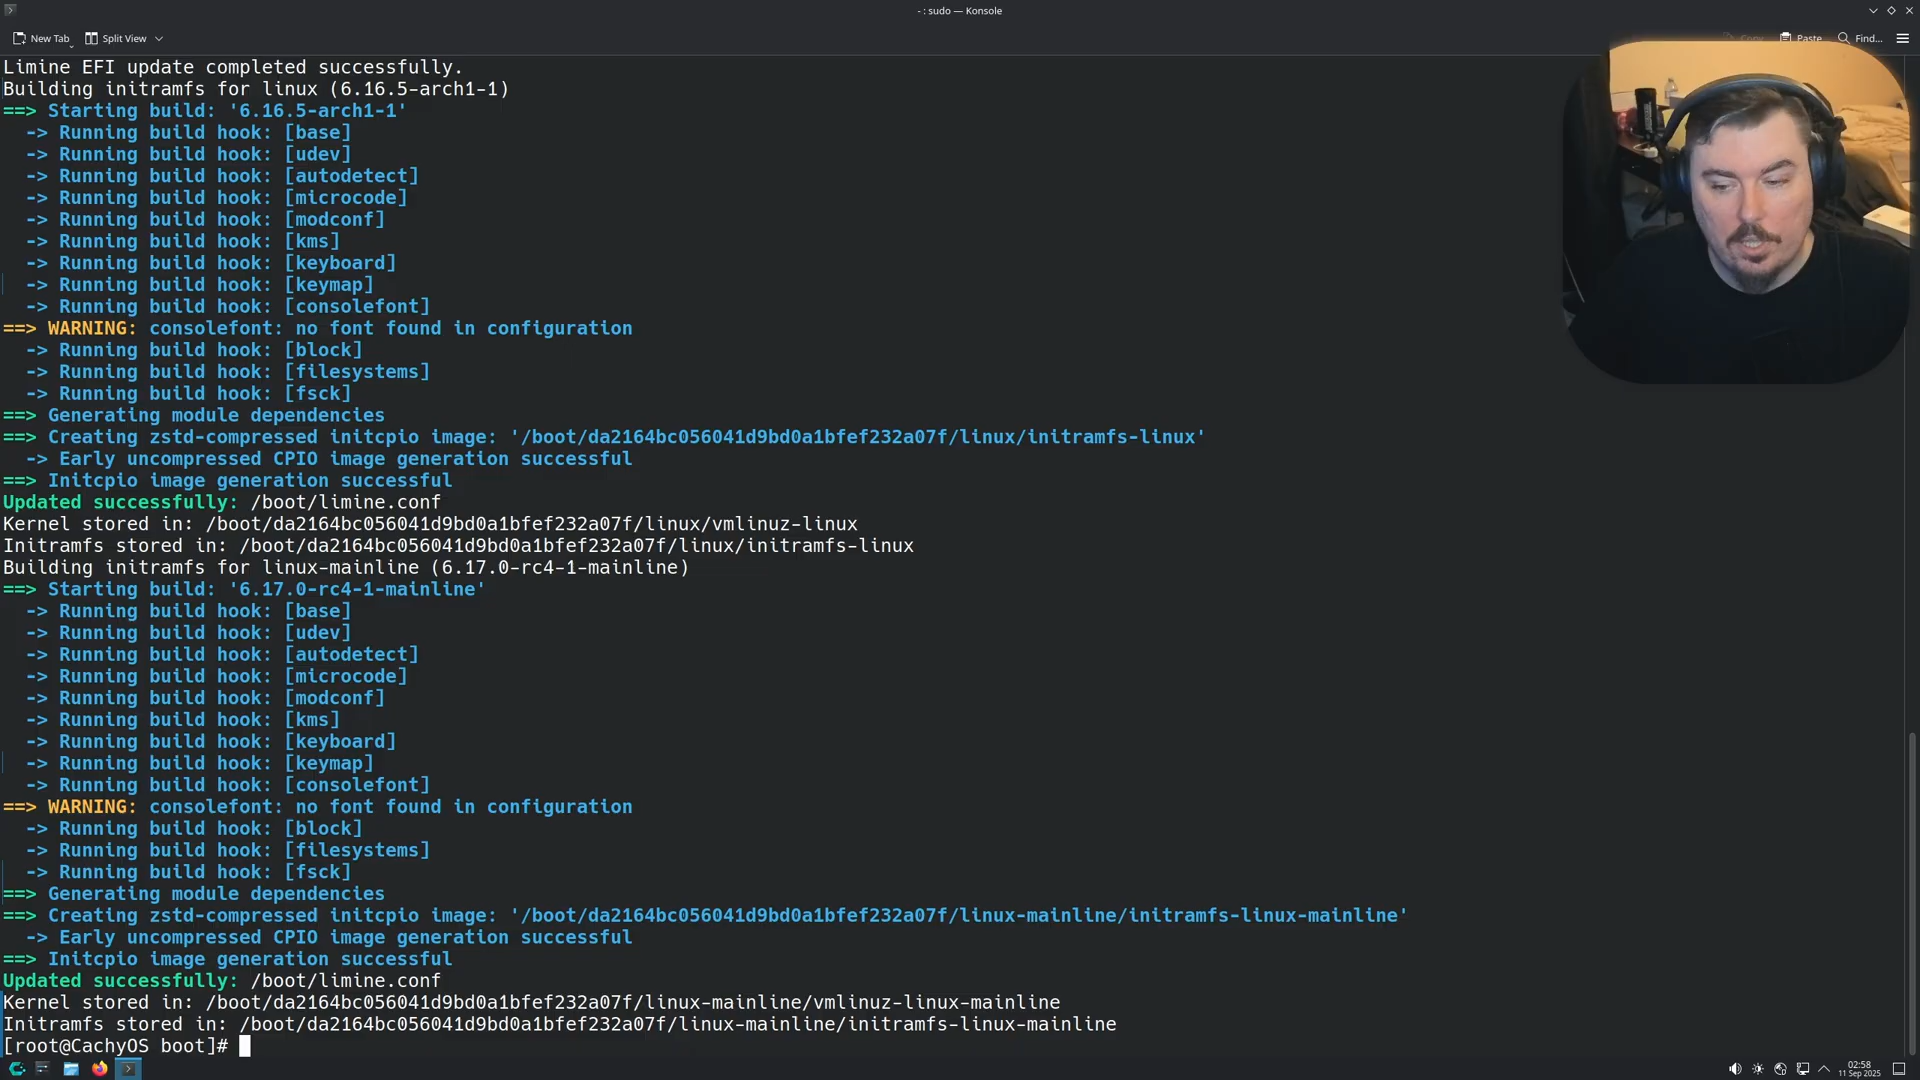 - : sudo — Konsole
New Tab
Split View
Copy
Paste
Find...
Limine EFI update completed successfully.
Building initramfs for linux (6.16.5-arch1-1)
==> Starting build: '6.16.5-arch1-1'
-> Running build hook: [base]
-> Running build hook: [udev]
-> Running build hook: [autodetect]
-> Running build hook: [microcode]
-> Running build hook: [modconf]
-> Running build hook: [kms]
-> Running build hook: [keyboard]
-> Running build hook: [keymap]
-> Running build hook: [consolefont]
==> WARNING: consolefont: no font found in configuration
-> Running build hook: [block]
-> Running build hook: [filesystems]
-> Running build hook: [fsck]
==> Generating module dependencies
==> Creating zstd-compressed initcpio image: '/boot/da2164bc056041d9bd0a1bfef232a07f/linux/initramfs-linux'
-> Early uncompressed CPIO image generation successful
==> Initcpio image generation successful
Updated successfully: /boot/limine.conf
Kernel stored in: /boot/da2164bc056041d9bd0a1bfef232a07f/linux/vmlinuz-linux
Initramfs stored in: /boot/da2164bc056041d9bd0a1bfef232a07f/linux/initramfs-linux
Building initramfs for linux-mainline (6.17.0-rc4-1-mainline)
==> Starting build: '6.17.0-rc4-1-mainline'
-> Running build hook: [base]
-> Running build hook: [udev]
-> Running build hook: [autodetect]
-> Running build hook: [microcode]
-> Running build hook: [modconf]
-> Running build hook: [kms]
-> Running build hook: [keyboard]
-> Running build hook: [keymap]
-> Running build hook: [consolefont]
==> WARNING: consolefont: no font found in configuration
-> Running build hook: [block]
-> Running build hook: [filesystems]
-> Running build hook: [fsck]
==> Generating module dependencies
==> Creating zstd-compressed initcpio image: '/boot/da2164bc056041d9bd0a1bfef232a07f/linux-mainline/initramfs-linux-mainline'
-> Early uncompressed CPIO image generation successful
==> Initcpio image generation successful
Updated successfully: /boot/limine.conf
Kernel stored in: /boot/da2164bc056041d9bd0a1bfef232a07f/linux-mainline/vmlinuz-linux-mainline
Initramfs stored in: /boot/da2164bc056041d9bd0a1bfef232a07f/linux-mainline/initramfs-linux-mainline
[root@CachyOS boot]#
02:58
11 Sep 2025